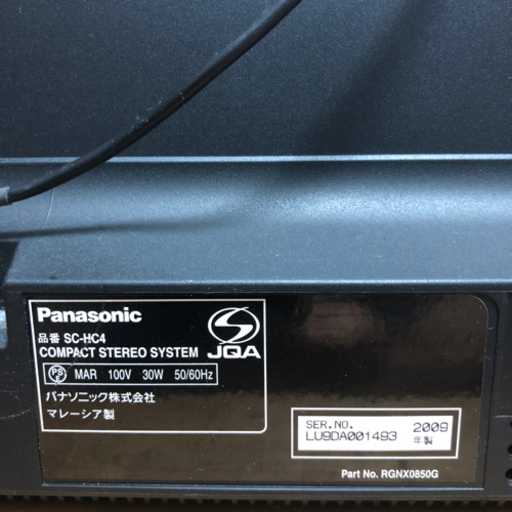 Panasonic
品番 SC-HC4
COMPACT STEREO SYSTEM
JQA
PS E MAR 100V 30W 50/60Hz
パナソニック株式会社
マレーシア製
SER.NO.
LU9DA001493
2009
年製
Part No. RGNX0850G